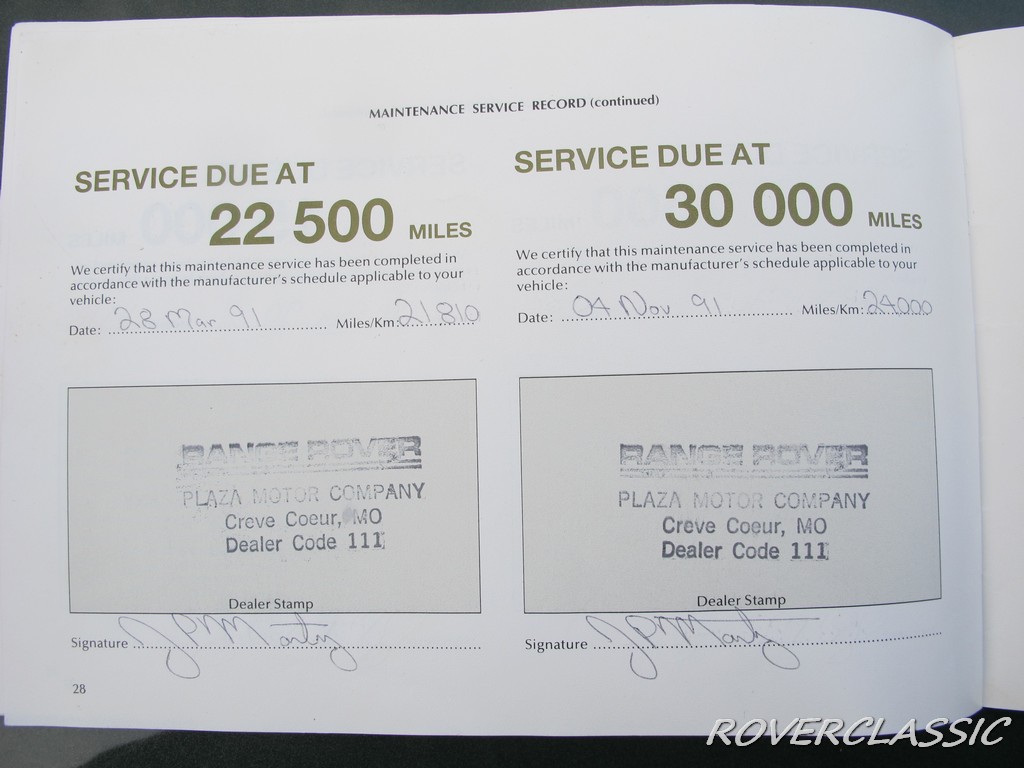 MAINTENANCE SERVICE RECORD (continued)
SERVICE DUE AT
22 500 MILES
We certify that this maintenance service has been completed in
accordance with the manufacturer's schedule applicable to your
vehicle:
Date: 28 Mar 91 Miles/Km: 21810
RANGE ROVER
PLAZA MOTOR COMPANY
Creve Coeur, MO
Dealer Code 111
Dealer Stamp
Signature
SERVICE DUE AT
30 000 MILES
We certify that this maintenance service has been completed in
accordance with the manufacturer's schedule applicable to your
vehicle:
Date: 04 Nov 91 Miles/Km: 24000
RANGE ROVER
PLAZA MOTOR COMPANY
Creve Coeur, MO
Dealer Code 111
Dealer Stamp
Signature
28
ROVERCLASSIC